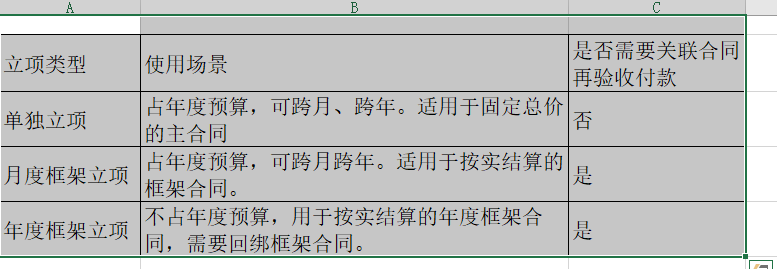 A B C
立项类型 使用场景 是否需要关联合同
再验收付款
单独立项 占年度预算，可跨月、跨年。适用于固定总价
的主合同 否
月度框架立项 占年度预算，可跨月跨年。适用于按实结算的
框架合同。 是
年度框架立项 不占年度预算，用于按实结算的年度框架合
同，需要回绑框架合同。 是